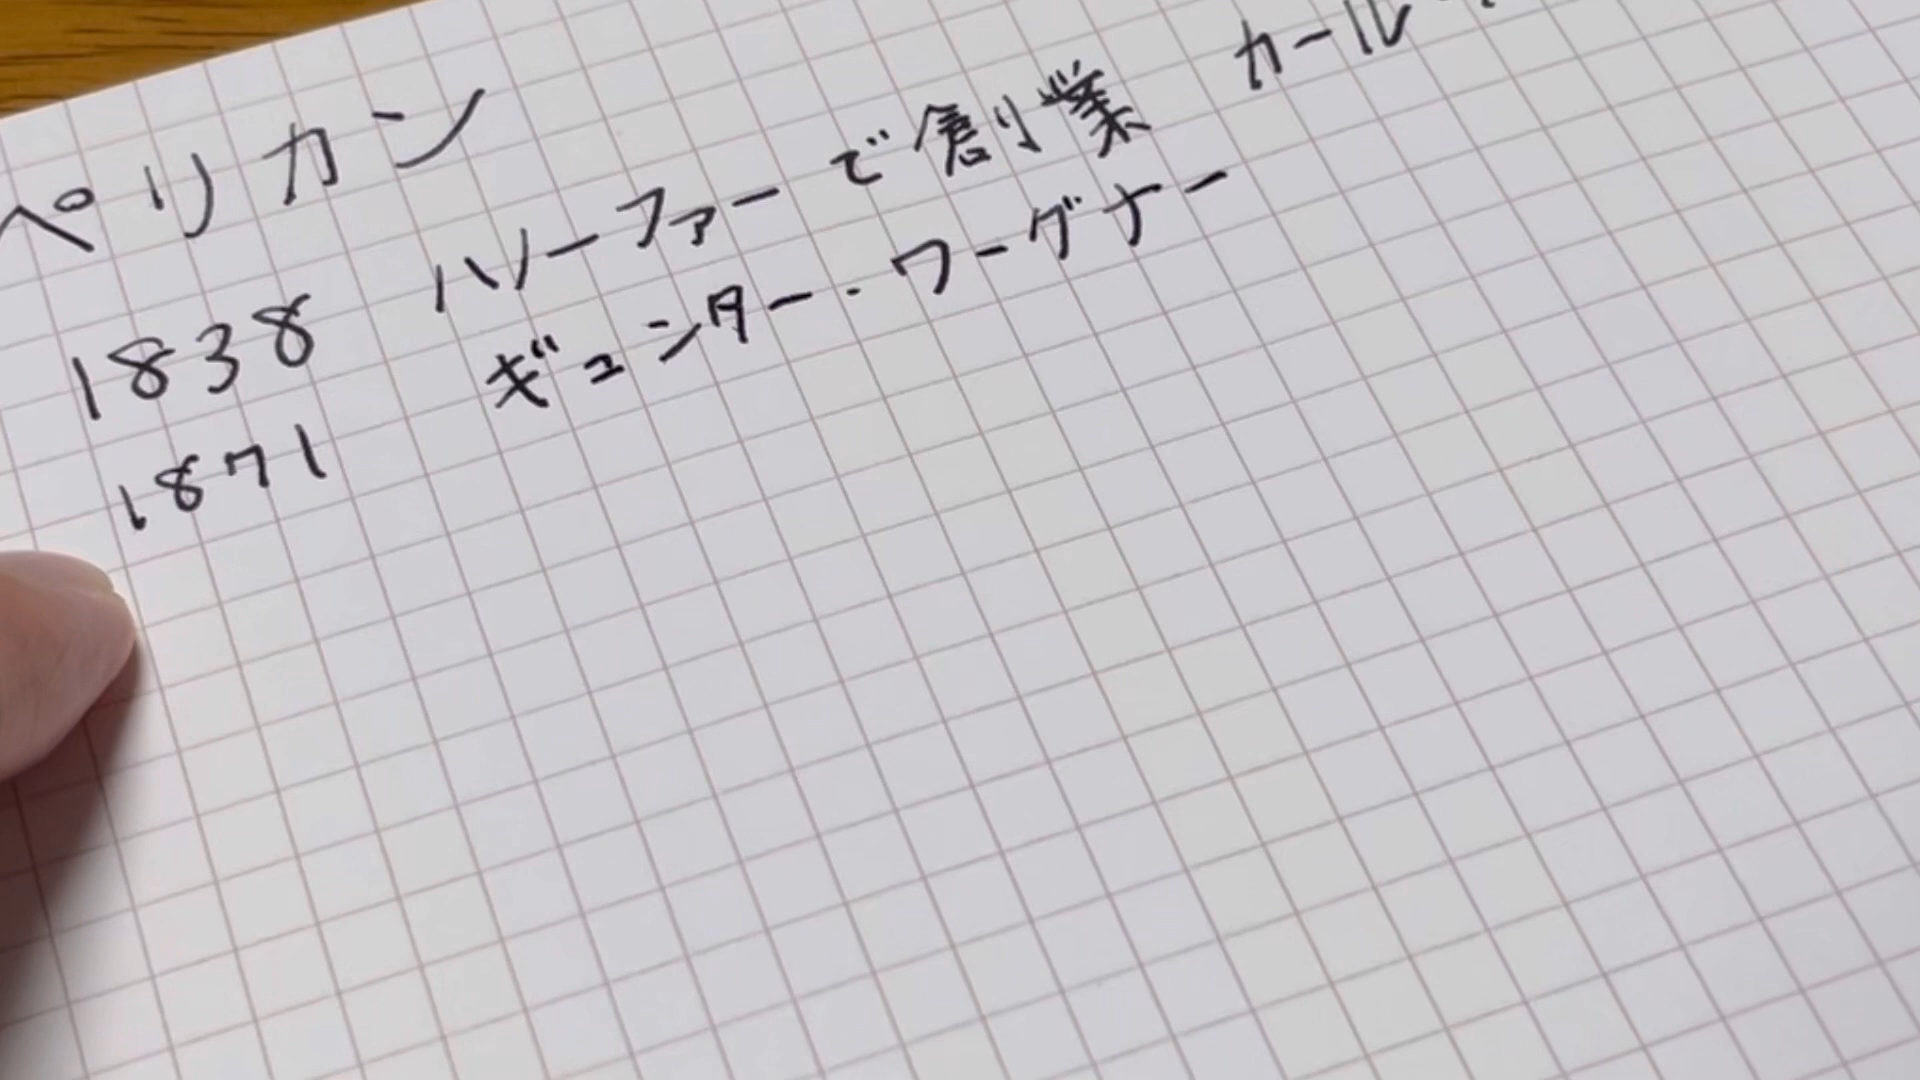 ペリカン
1838 ハノーファーで創業 カール・
1871 ギュンター・ワーグナー